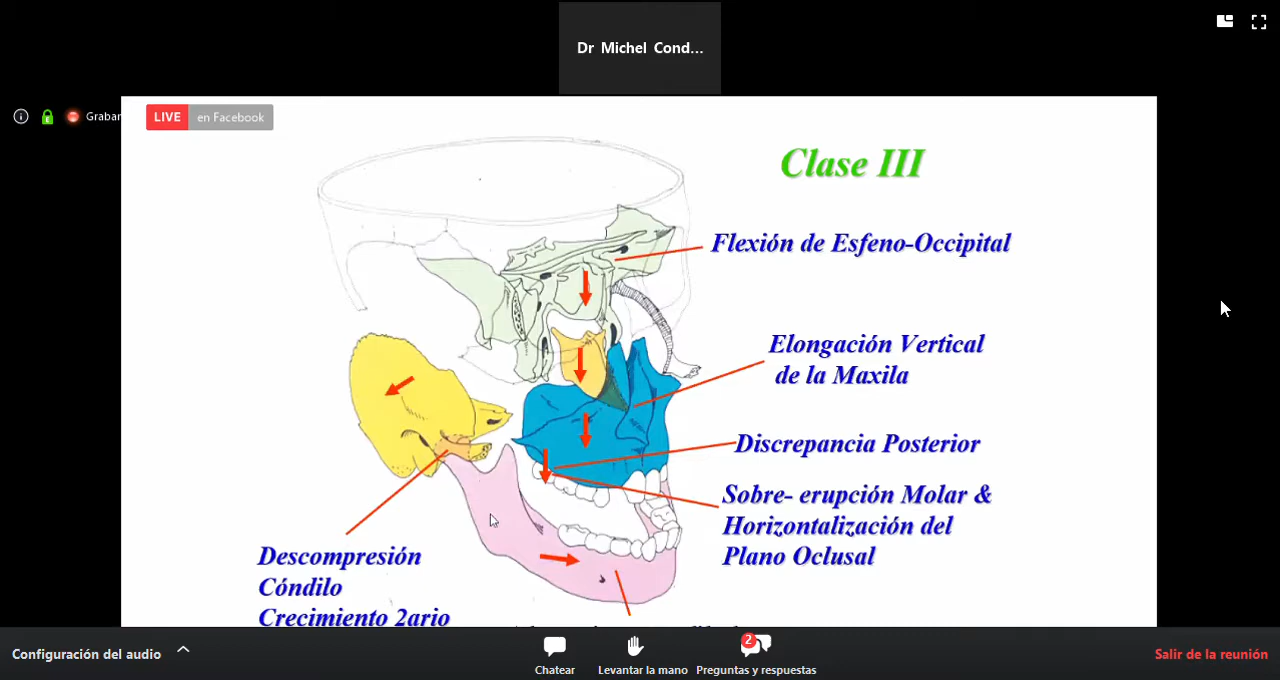 Dr Michel Cond...
Grabar
LIVE en Facebook
Clase III
Flexión de Esfeno-Occipital
Elongación Vertical
de la Maxila
Discrepancia Posterior
Sobre- erupción Molar &
Horizontalización del
Plano Oclusal
Descompresión
Cóndilo
Crecimiento 2ario
Configuración del audio
Chatear
Levantar la mano
2
Preguntas y respuestas
Salir de la reunión